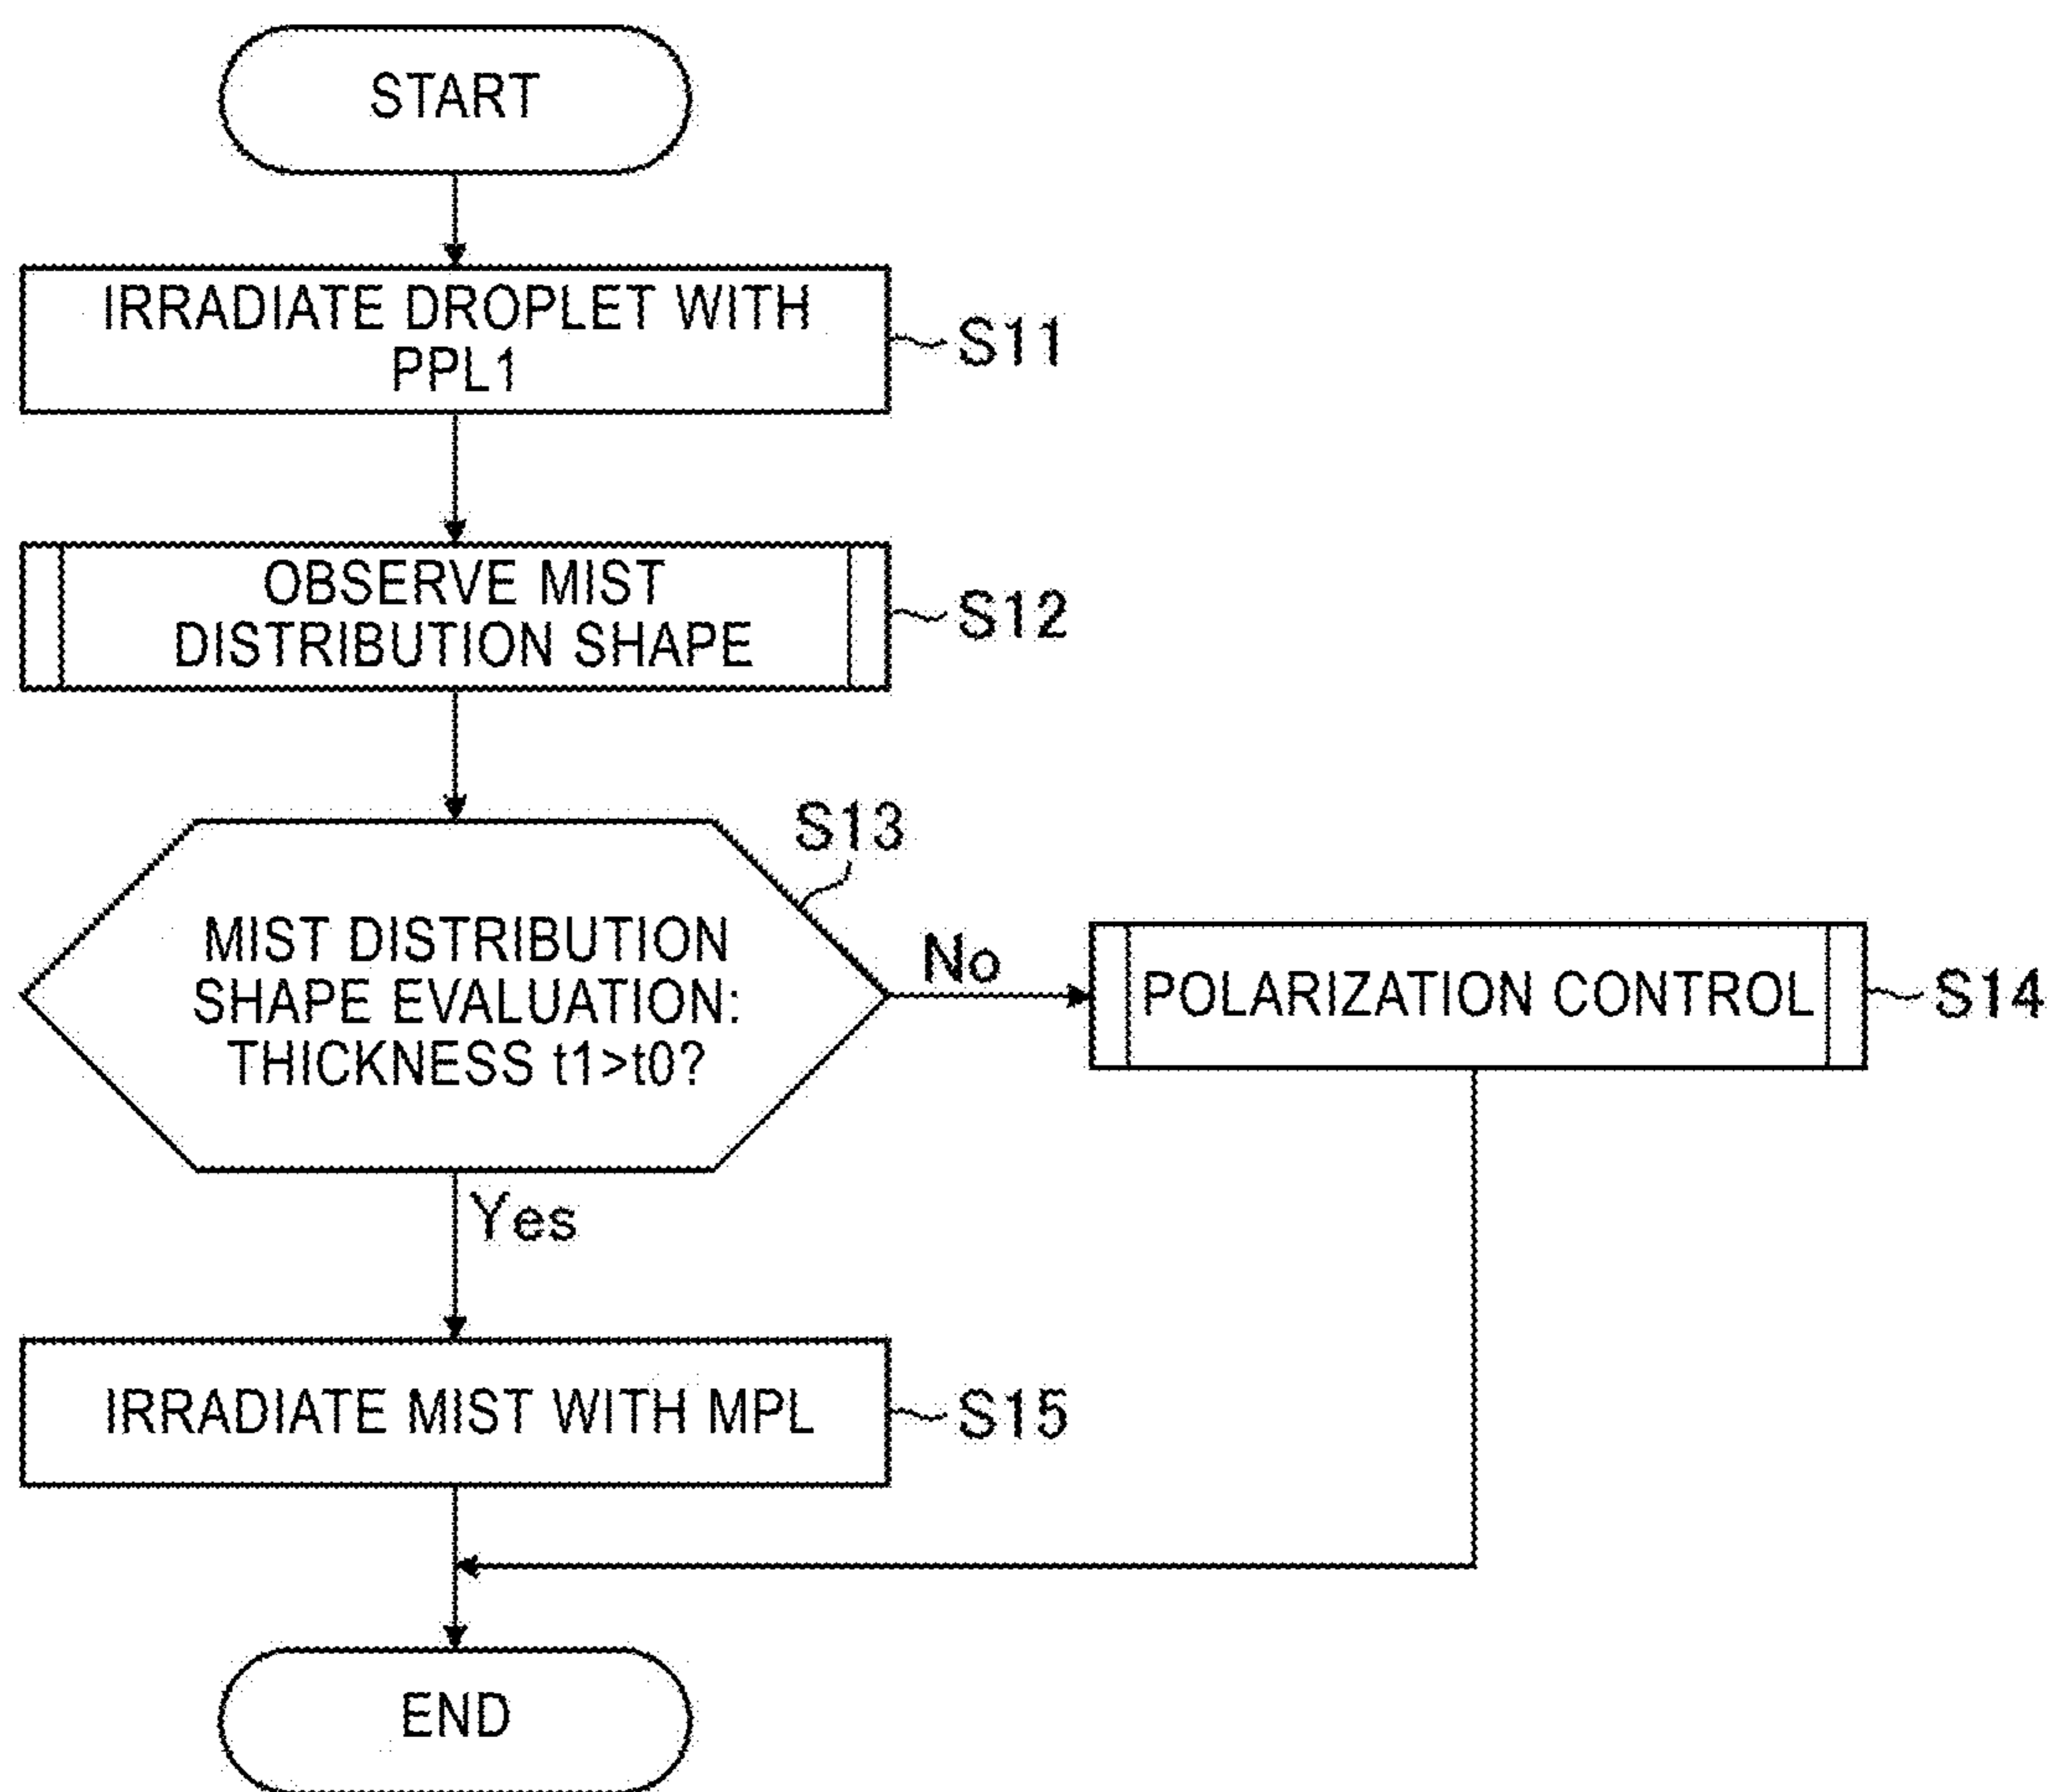 START
IRRADIATE DROPLET WITH
PPL1
S11
OBSERVE MIST
DISTRIBUTION SHAPE
S12
S13
MIST DISTRIBUTION
SHAPE EVALUATION:
THICKNESS t1>t0?
No
POLARIZATION CONTROL
S14
Yes
IRRADIATE MIST WITH MPL
S15
END